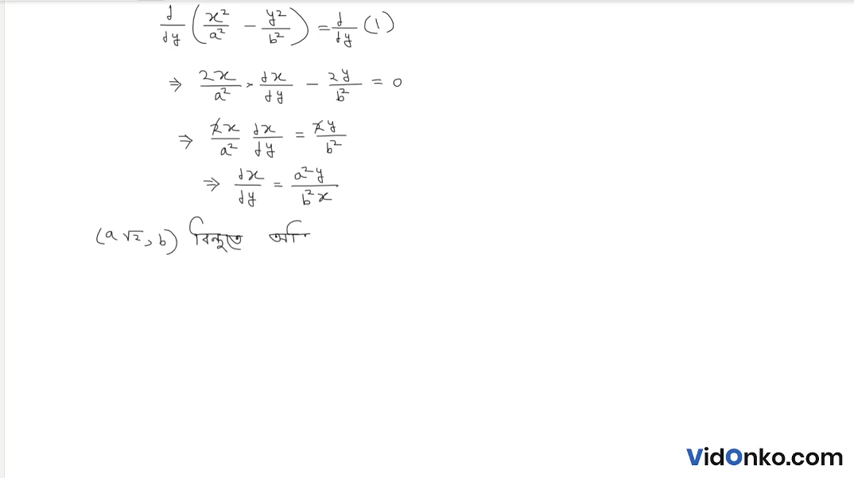 d/dy (x²/a² − y²/b²) = d/dy (1)
⇒ 2x/a² · dx/dy − 2y/b² = 0
⇒ 2x/a² dx/dy = 2y/b²
⇒ dx/dy = a²y/b²x
(a√2, b) বিন্দুতে অভি
VidOnko.com